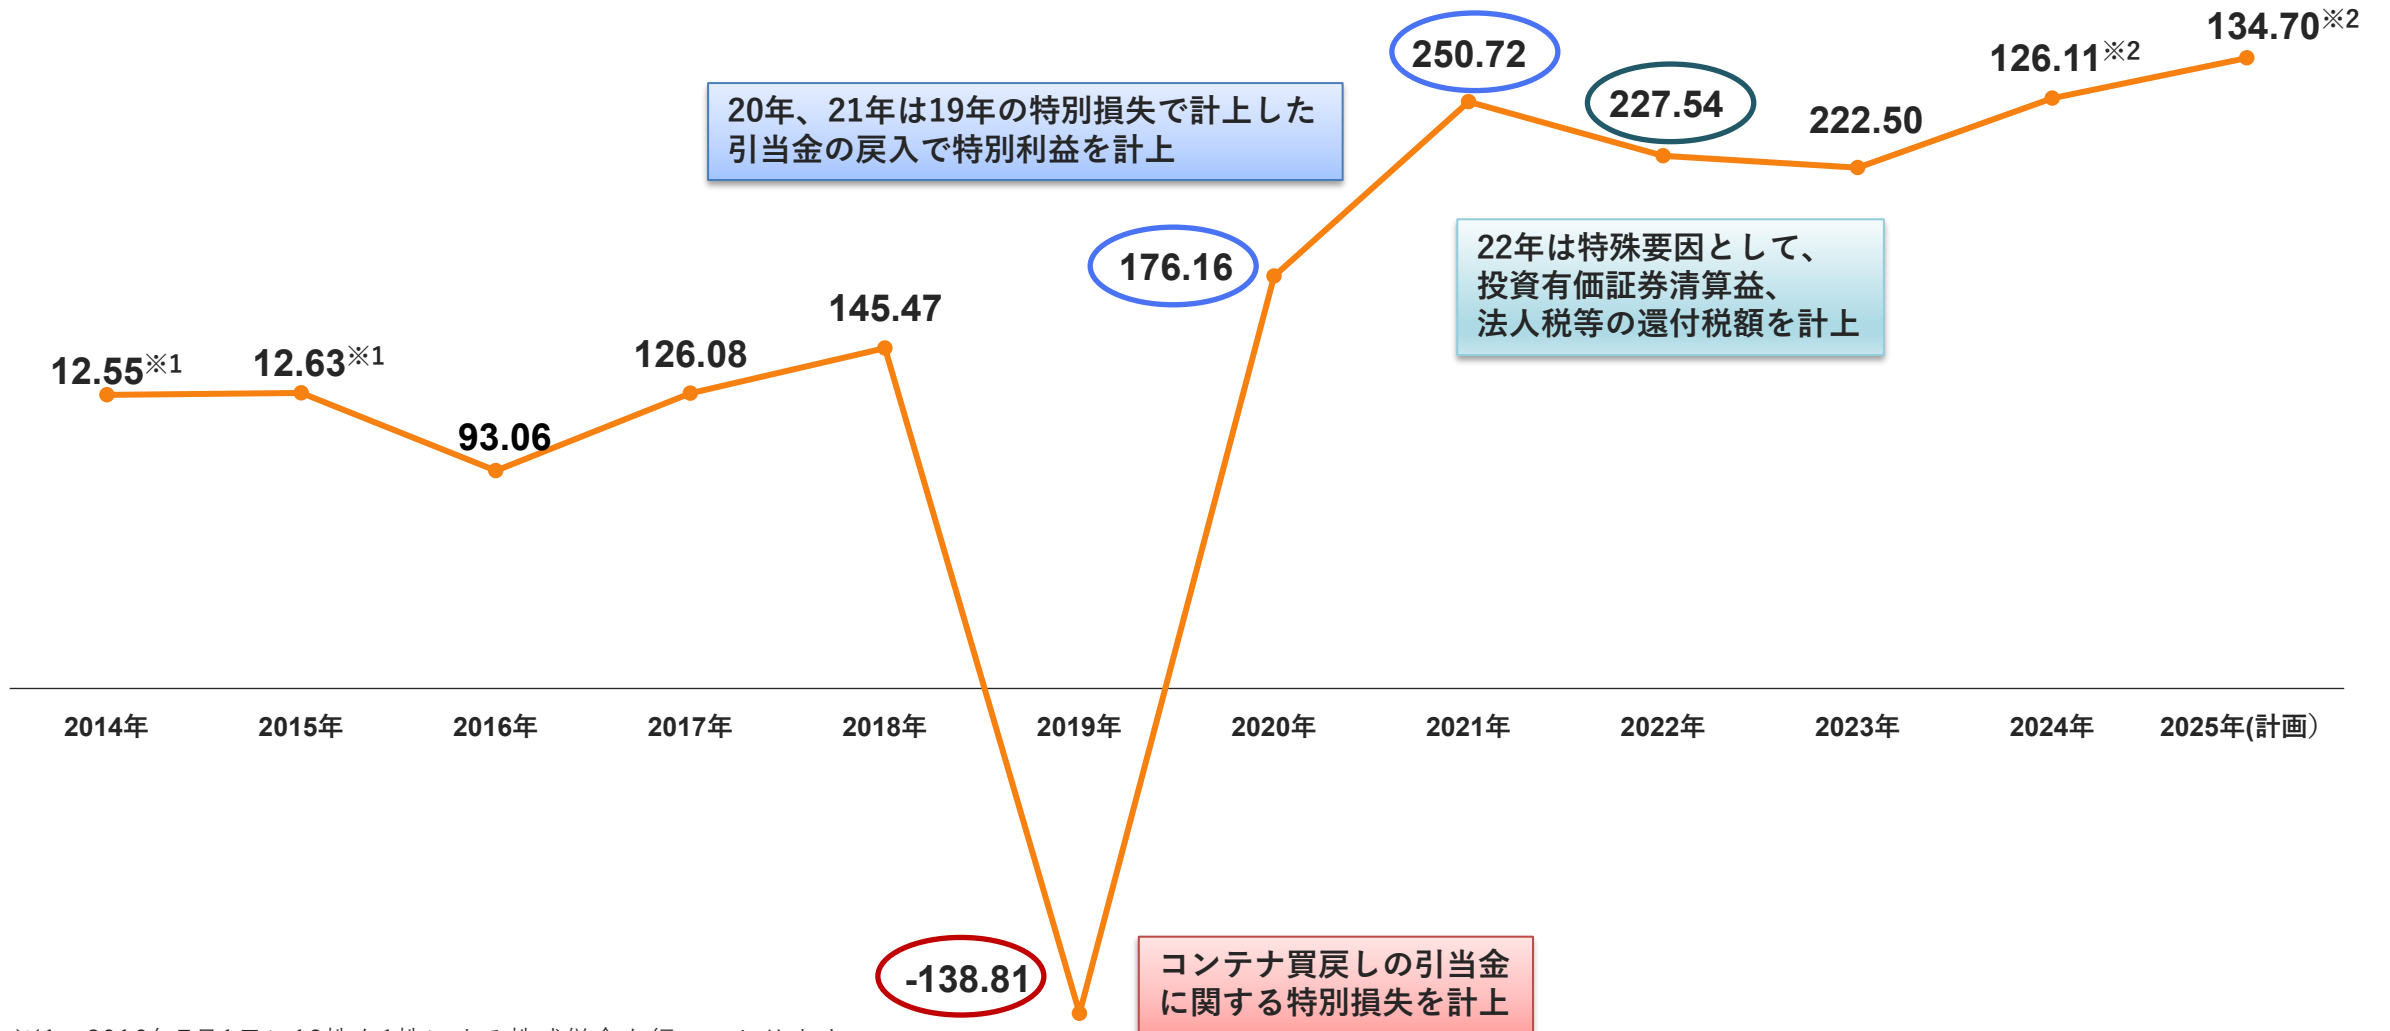 134.70※2
250.72
126.11※2
20年、21年は19年の特別損失で計上した
引当金の戻入で特別利益を計上
227.54
222.50
176.16
22年は特殊要因として、
投資有価証券清算益、
法人税等の還付税額を計上
145.47
12.55※1
12.63※1
126.08
93.06
2014年 2015年 2016年 2017年 2018年 2019年 2020年 2021年 2022年 2023年 2024年 2025年(計画）
-138.81
コンテナ買戻しの引当金
に関する特別損失を計上